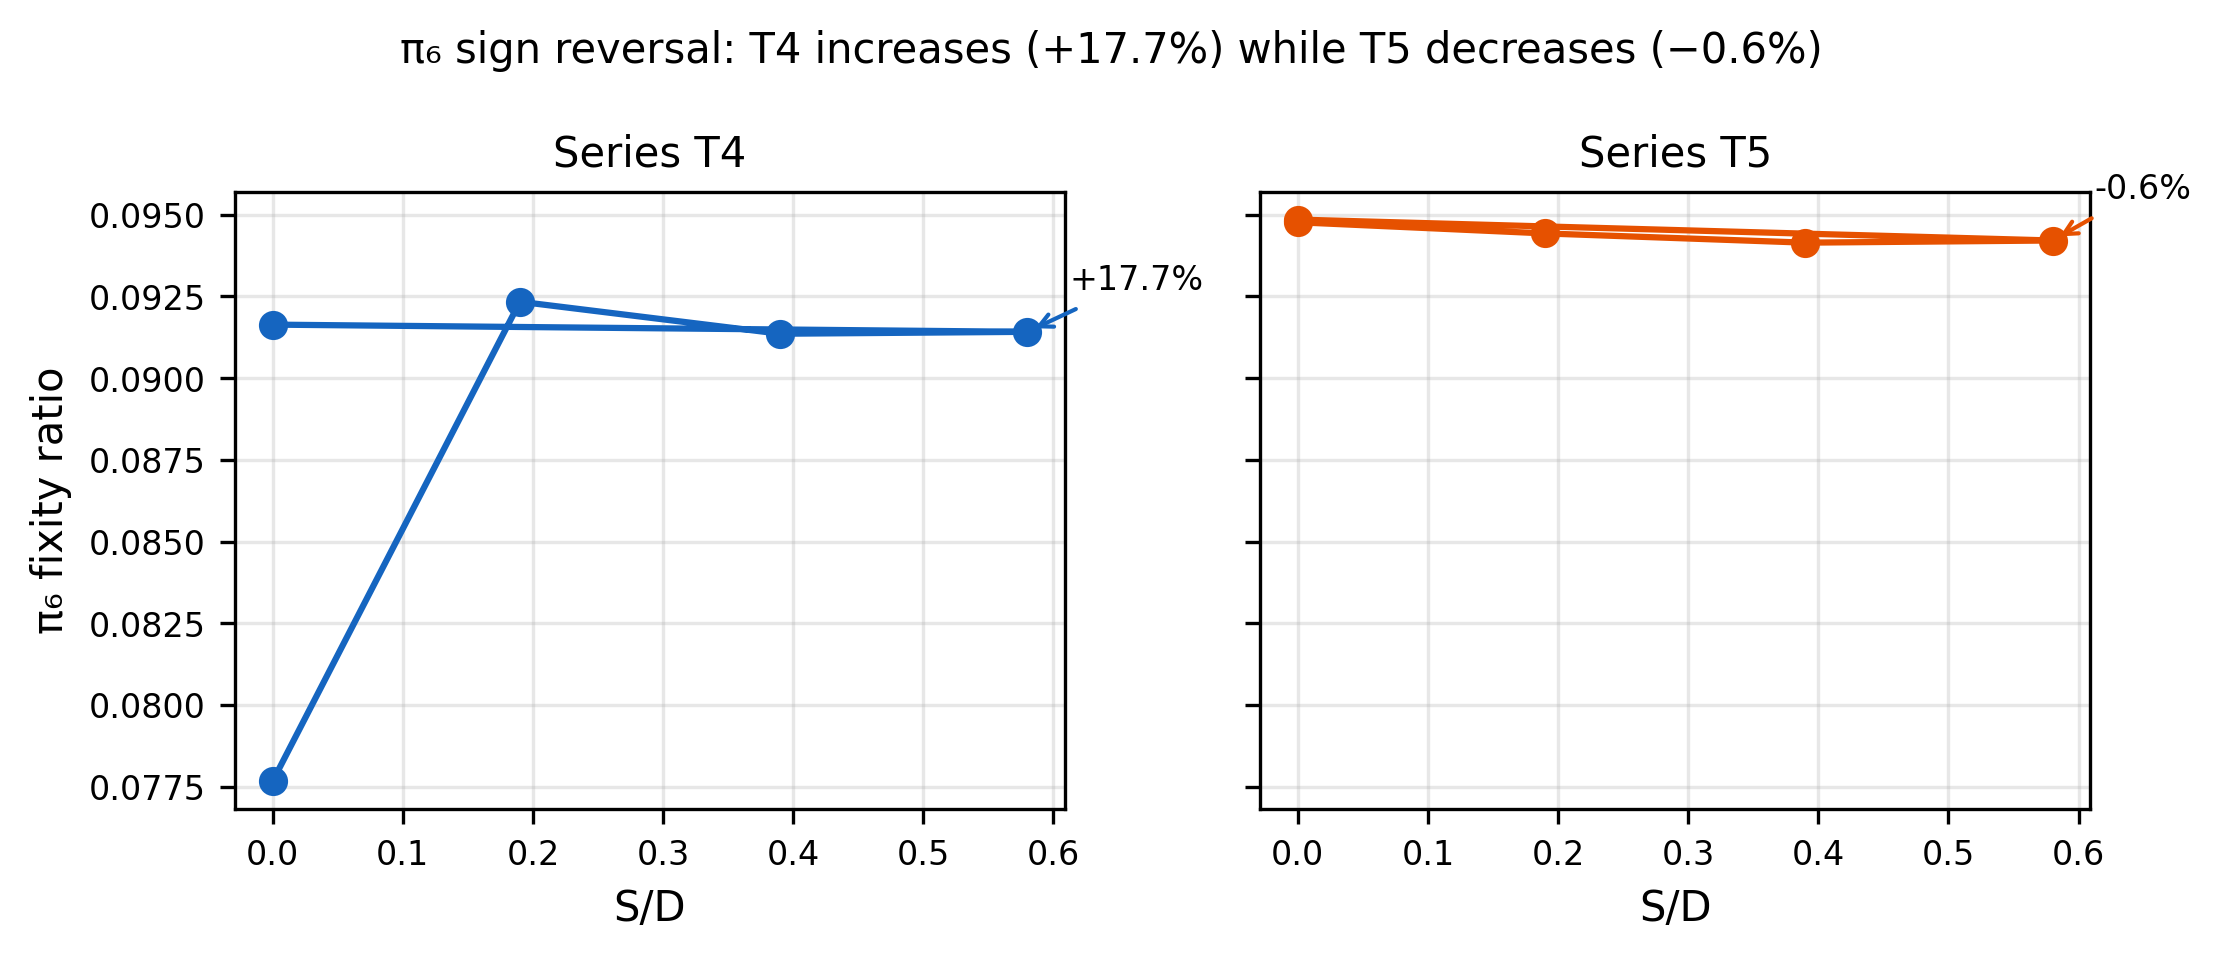 π₆ sign reversal: T4 increases (+17.7%) while T5 decreases (−0.6%)
Series T4
π₆ fixity ratio
0.0950
0.0925
0.0900
0.0875
0.0850
0.0825
0.0800
0.0775
+17.7%
0.0 0.1 0.2 0.3 0.4 0.5 0.6
S/D
Series T5
-0.6%
0.0 0.1 0.2 0.3 0.4 0.5 0.6
S/D